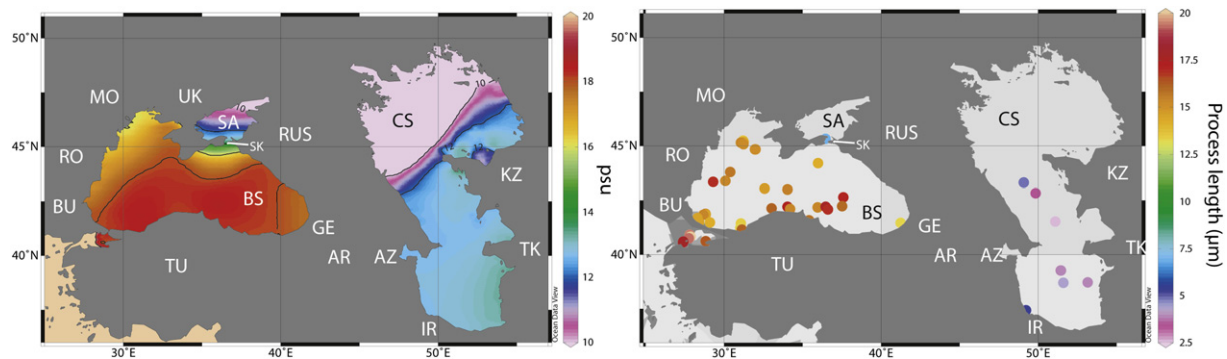 50°N
45°N
40°N
30°E
40°E
50°E
MO
UK
SA
RUS
SK
RO
BU
BS
GE
TU
AR
AZ
IR
CS
KZ
TK
10
10
Ocean Data View
20
18
16
14
12
10
psu
50°N
45°N
40°N
30°E
40°E
50°E
MO
SA
RUS
SK
RO
BU
BS
GE
TU
AR
AZ
IR
CS
KZ
TK
Ocean Data View
20
17.5
15
12.5
10
7.5
5
2.5
Process length (μm)